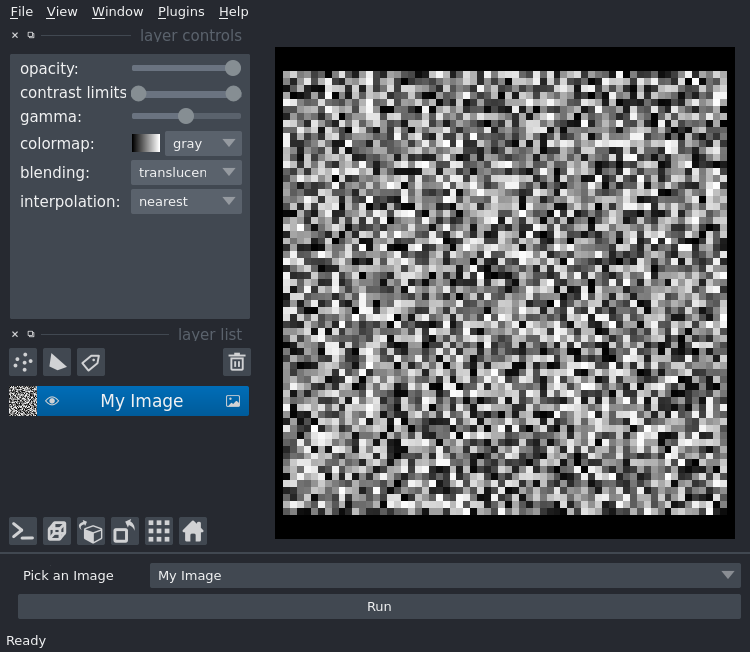 File View Window Plugins Help
layer controls
opacity:
contrast limits
gamma:
colormap: gray
blending: translucen
interpolation: nearest
layer list
My Image
Pick an Image My Image
Run
Ready